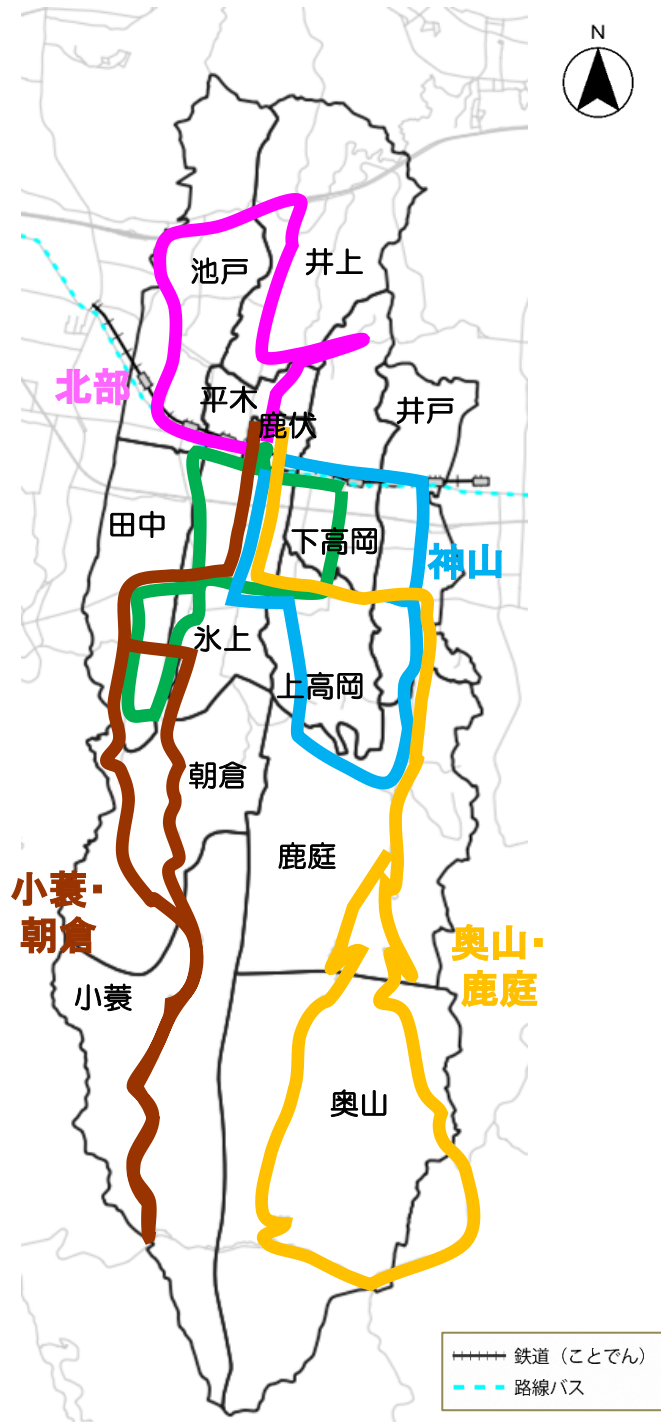 N
池戸
井上
北部
平木
鹿伏
井戸
田中
下高岡
神山
氷上
上高岡
朝倉
鹿庭
小蓑・
朝倉
奥山・
鹿庭
小蓑
奥山
鉄道（ことでん）
路線バス